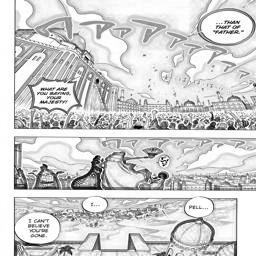 ...THAN
THAT OF
"FATHER."
WHAT ARE
YOU SAYING,
YOUR
MAJESTY!
PELL...
I...
I CAN'T
BELIEVE
YOU'RE
GONE.